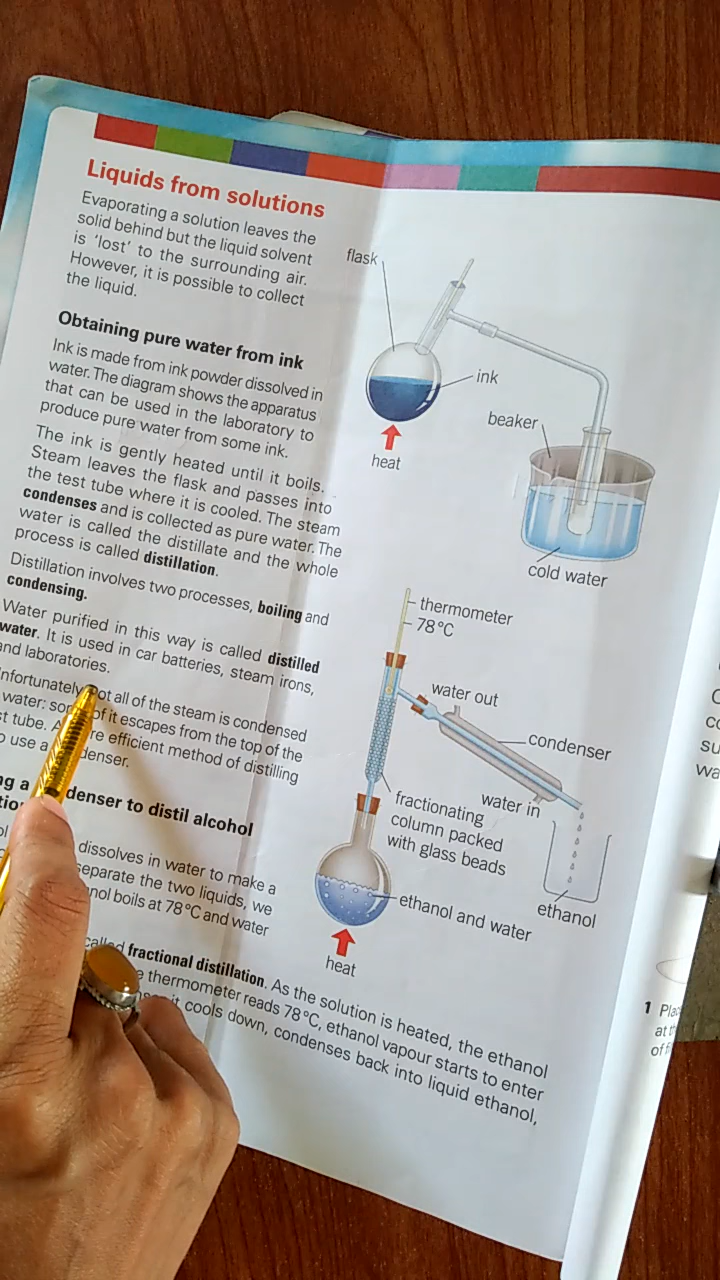 Liquids from solutions
Evaporating a solution leaves the
solid behind but the liquid solvent
is 'lost' to the surrounding air.
However, it is possible to collect
the liquid.
Obtaining pure water from ink
Ink is made from ink powder dissolved in
water. The diagram shows the apparatus
that can be used in the laboratory to
produce pure water from some ink.
The ink is gently heated until it boils.
Steam leaves the flask and passes into
the test tube where it is cooled. The steam
condenses and is collected as pure water. The
water is called the distillate and the whole
process is called distillation.
Distillation involves two processes, boiling and
condensing.
Water purified in this way is called distilled
water. It is used in car batteries, steam irons,
and laboratories.
not all of the steam is condensed
water: of it escapes from the top of the
tube. efficient method of distilling
use a
to distil alcohol
dissolves in water to make a
separate the two liquids, we
boils at 78°C and water
called fractional distillation. As the solution is heated, the ethanol
thermometer reads 78°C, ethanol vapour starts to enter
it cools down, condenses back into liquid ethanol,
flask
ink
heat
beaker
cold water
thermometer
78°C
water out
condenser
water in
fractionating
column packed
with glass beads
ethanol and water
ethanol
heat
1
at
of